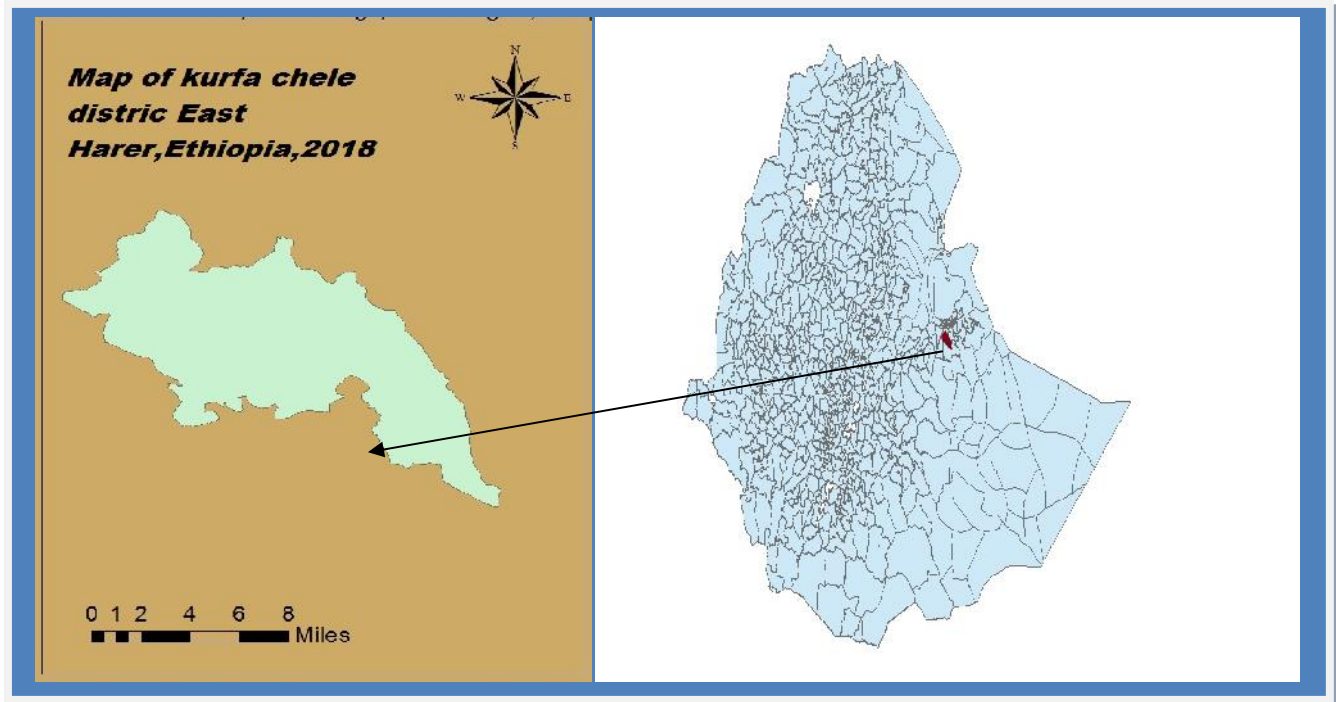 Map of kurfa chele
distric East
Harer,Ethiopia,2018
N
W
E
S
0 1 2 4 6 8
Miles